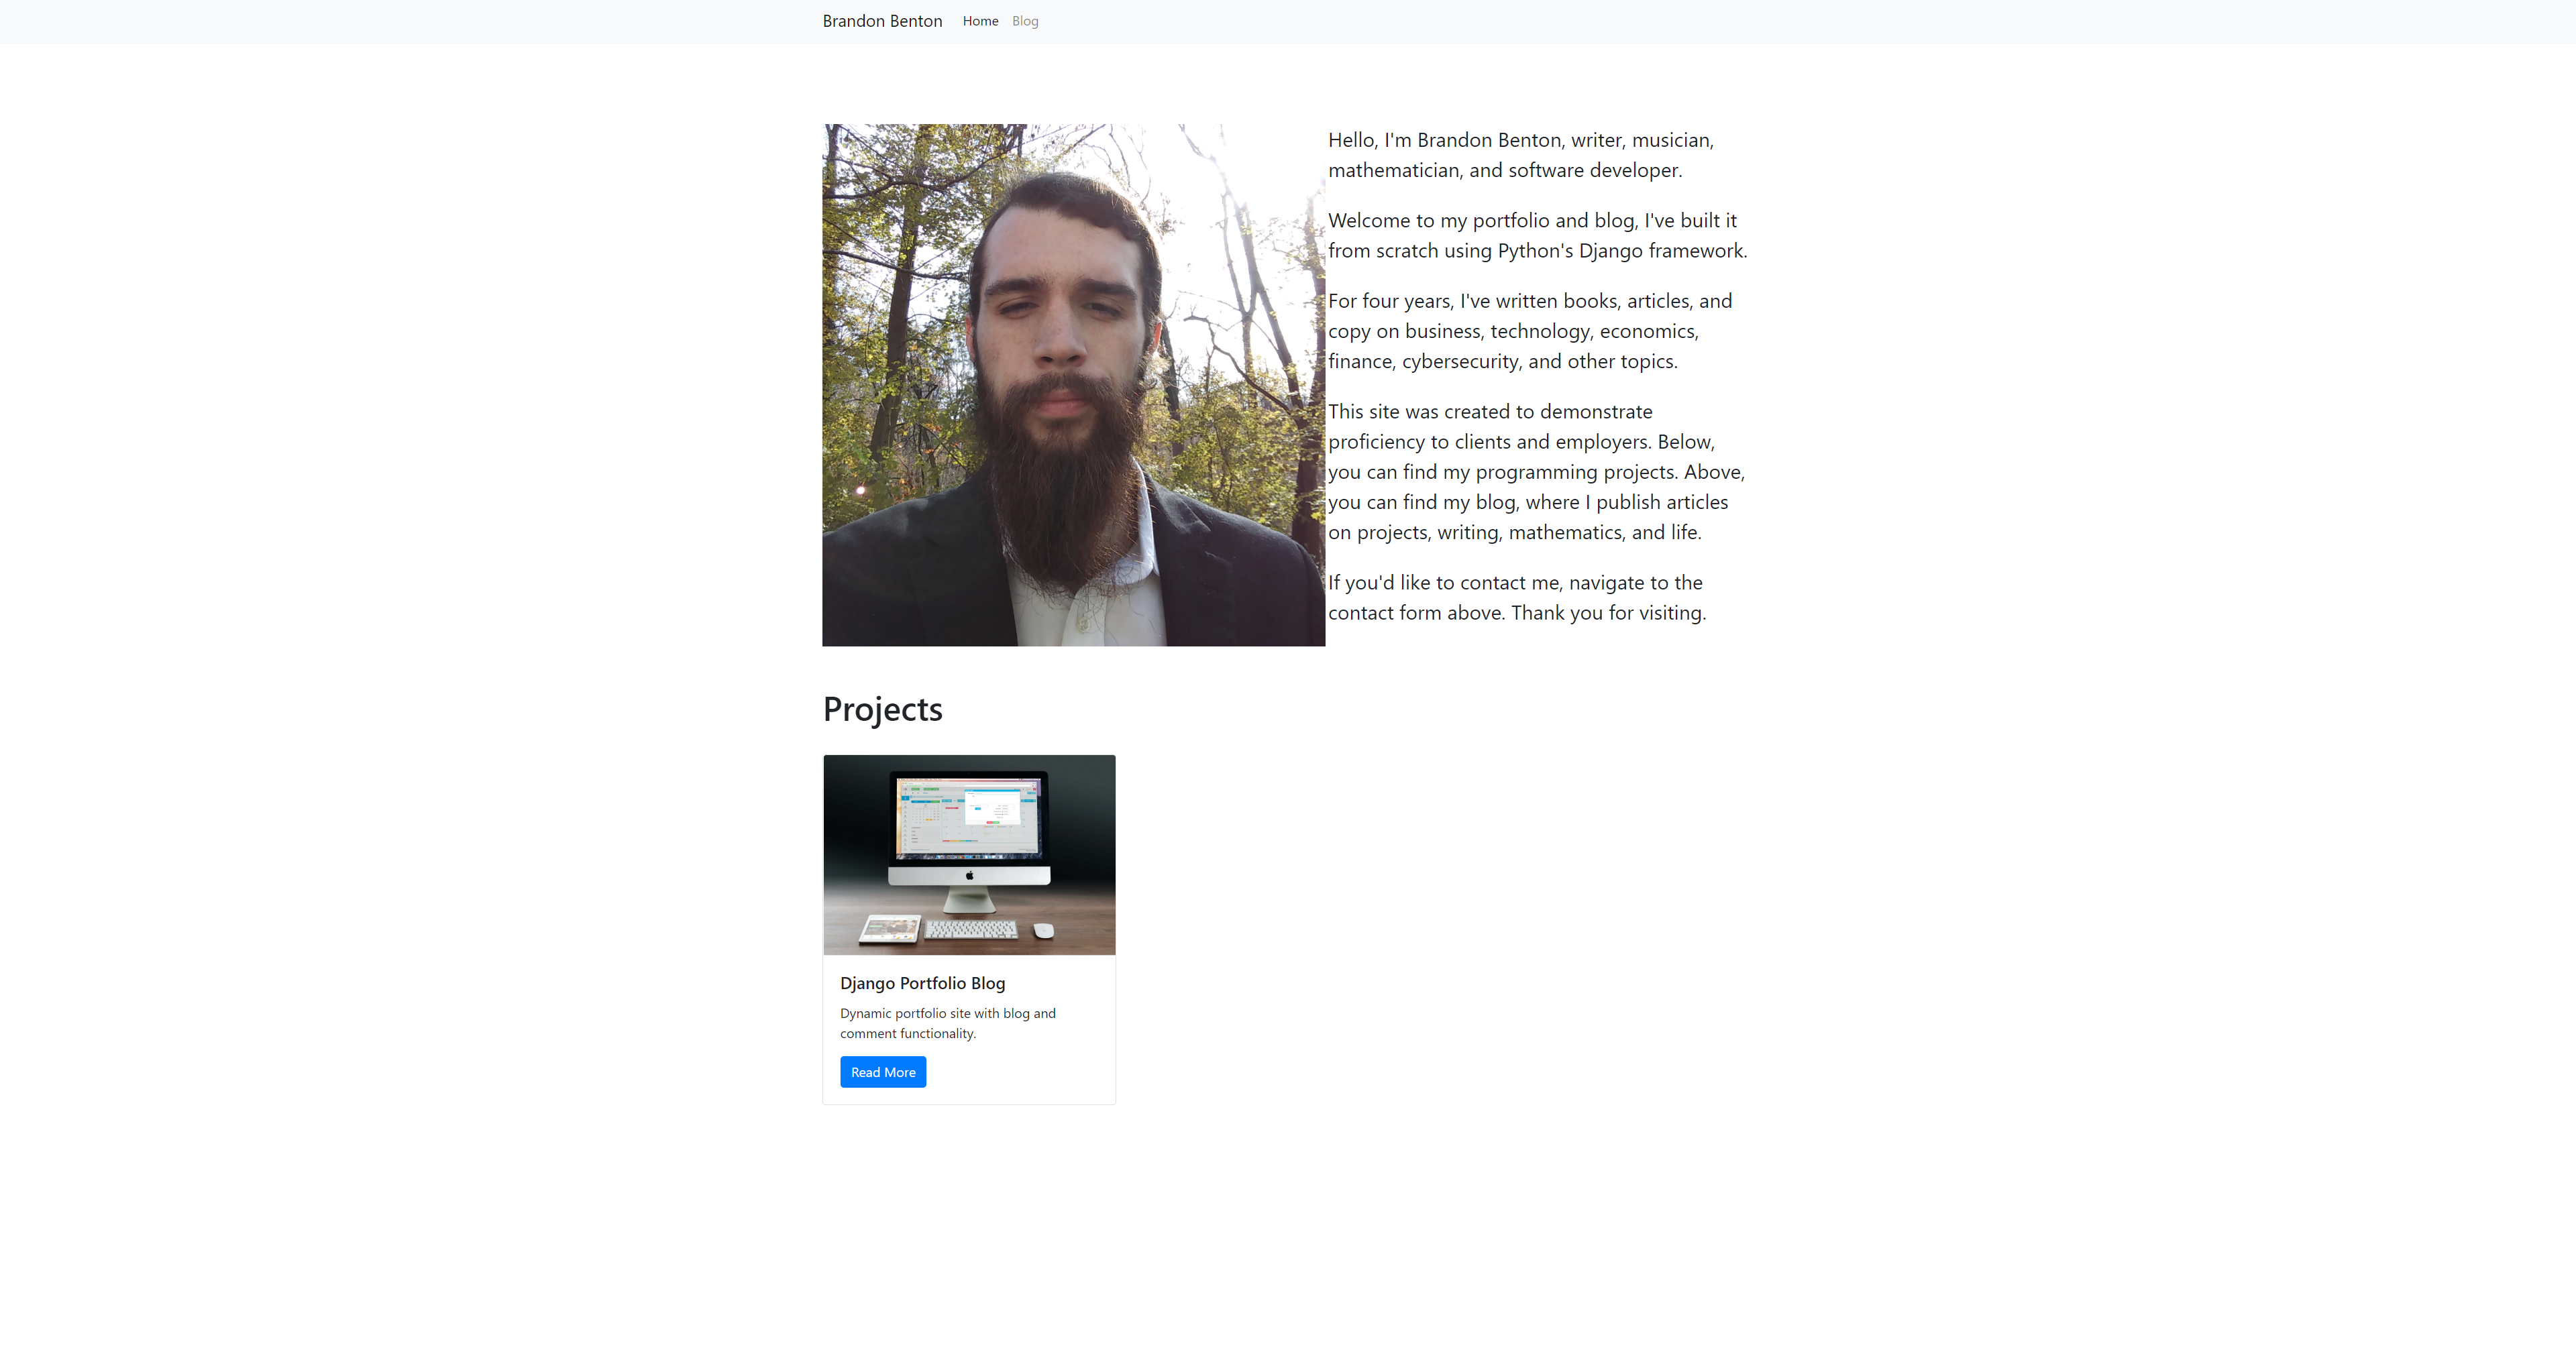 Brandon Benton Home Blog
Hello, I'm Brandon Benton, writer, musician,
mathematician, and software developer.
Welcome to my portfolio and blog, I've built it
from scratch using Python's Django framework.
For four years, I've written books, articles, and
copy on business, technology, economics,
finance, cybersecurity, and other topics.
This site was created to demonstrate
proficiency to clients and employers. Below,
you can find my programming projects. Above,
you can find my blog, where I publish articles
on projects, writing, mathematics, and life.
If you'd like to contact me, navigate to the
contact form above. Thank you for visiting.
Projects
Django Portfolio Blog
Dynamic portfolio site with blog and
comment functionality.
Read More